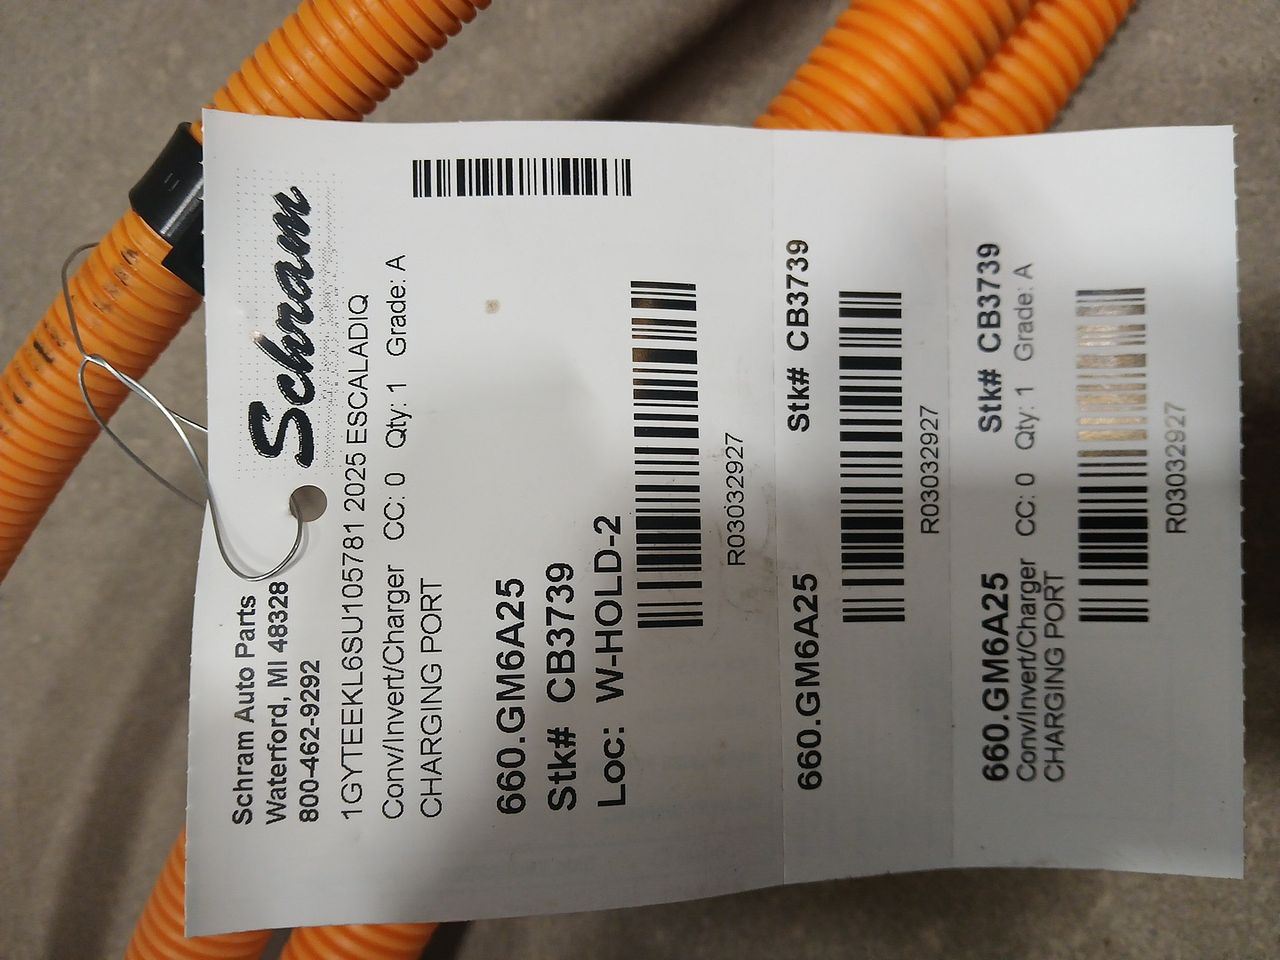 Schram Auto Parts
Waterford, MI 48328
800-462-9292
Schram
1GYTEEKL6SU105781 2025 ESCALADIQ
Conv/Invert/Charger CC: 0 Qty: 1 Grade: A
CHARGING PORT
660.GM6A25
Stk# CB3739
Loc: W-HOLD-2
R03032927
660.GM6A25 Stk# CB3739
R03032927
660.GM6A25 Stk# CB3739
Conv/Invert/Charger CC: 0 Qty: 1 Grade: A
CHARGING PORT
R03032927